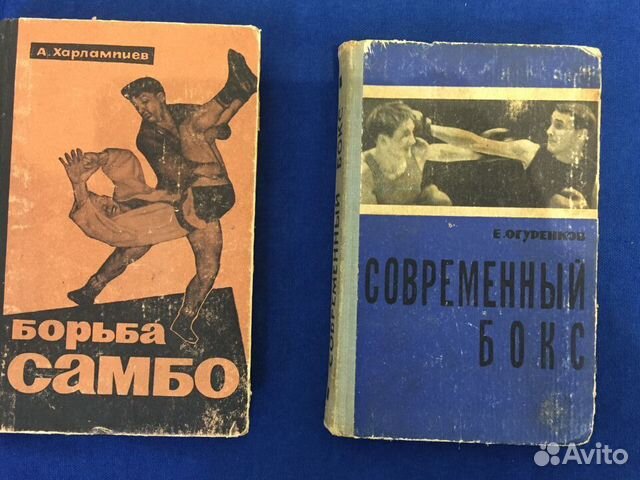 А. Харлампиев
БОРЬБА
САМБО
СОВРЕМЕННЫЙ БОКС
Е. ОГУРЕНКОВ
СОВРЕМЕННЫЙ
БОКС
Avito